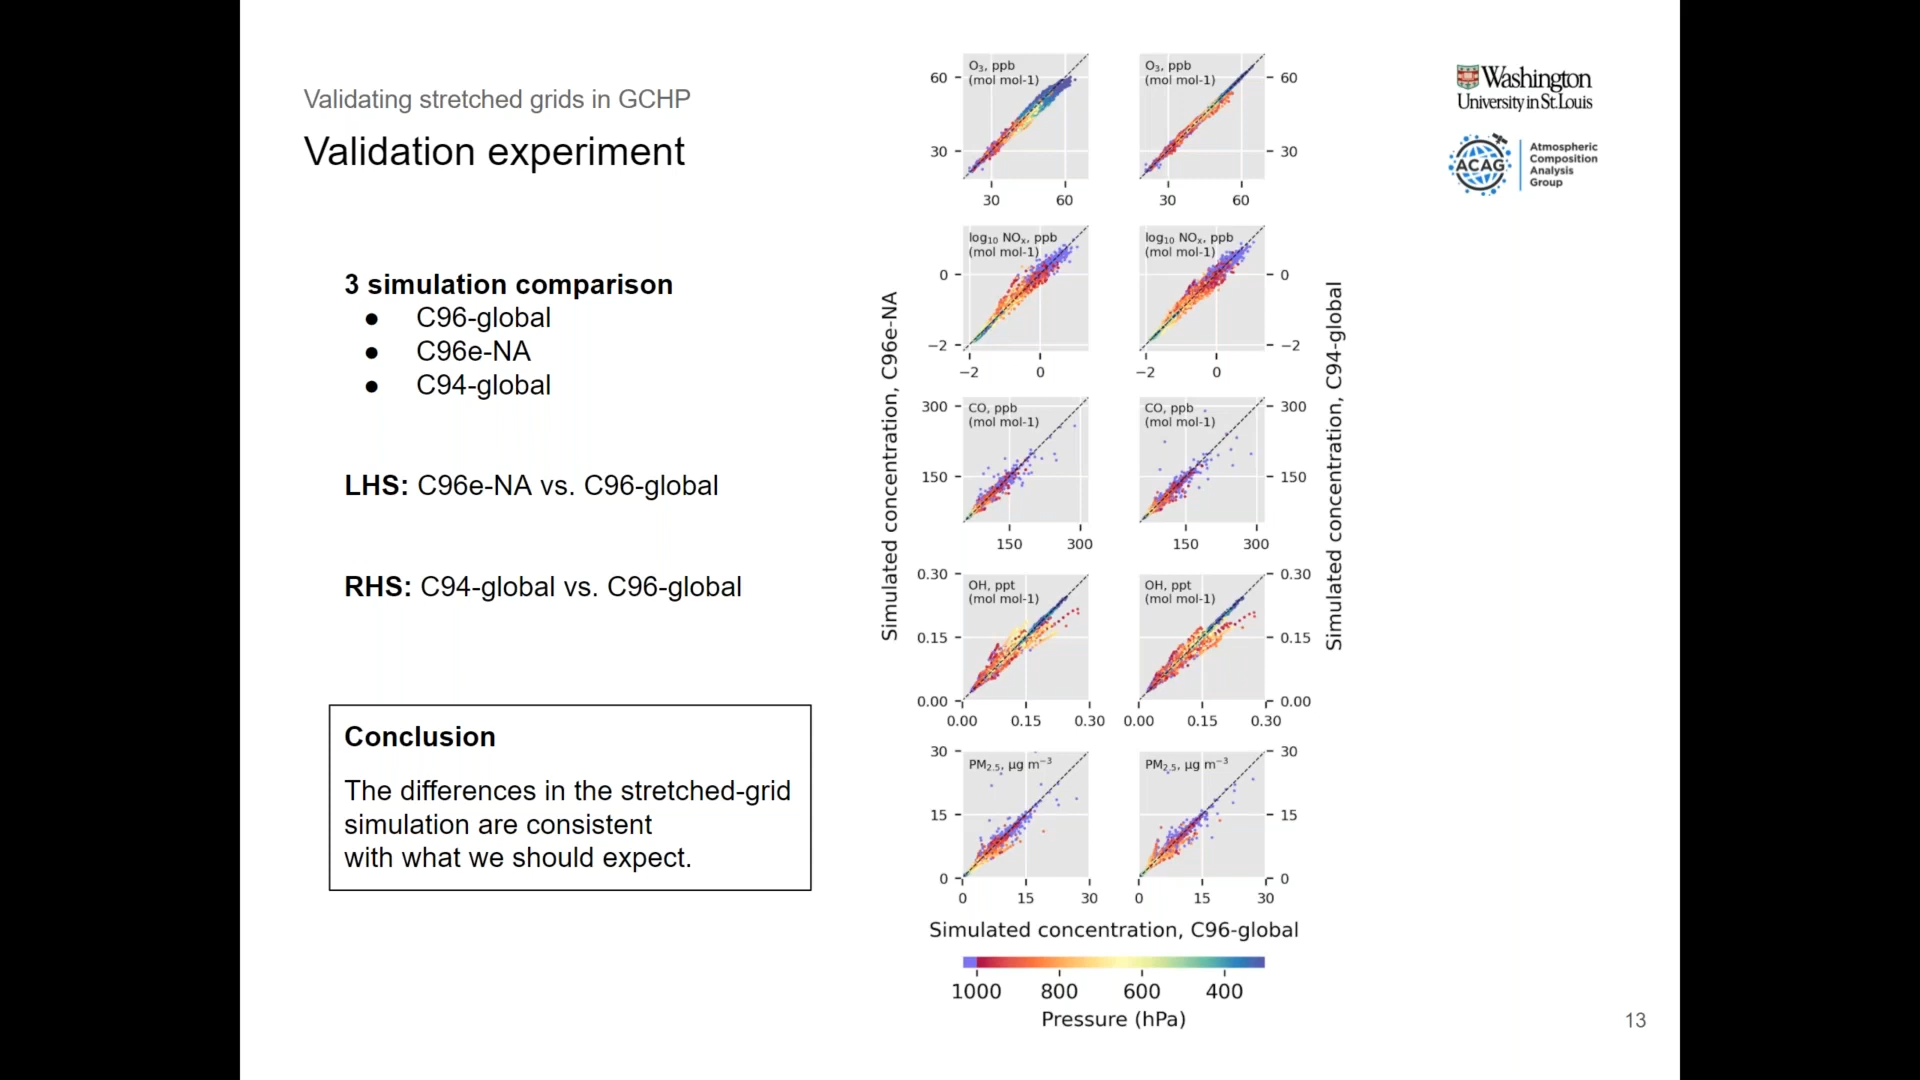 Validating stretched grids in GCHP
Validation experiment
3 simulation comparison
● C96-global
● C96e-NA
● C94-global
LHS: C96e-NA vs. C96-global
RHS: C94-global vs. C96-global
Conclusion
The differences in the stretched-grid
simulation are consistent
with what we should expect.
Simulated concentration, C96e-NA
O₃, ppb
(mol mol-1)
60
30
30 60
O₃, ppb
(mol mol-1)
60
30
30 60
log₁₀ NOₓ, ppb
(mol mol-1)
0
−2
−2 0
log₁₀ NOₓ, ppb
(mol mol-1)
0
−2
−2 0
CO, ppb
(mol mol-1)
300
150
150 300
CO, ppb
(mol mol-1)
300
150
150 300
OH, ppt
(mol mol-1)
0.30
0.15
0.00
0.00 0.15 0.30
OH, ppt
(mol mol-1)
0.30
0.15
0.00
0.00 0.15 0.30
PM₂.₅, μg m⁻³
30
15
0
0 15 30
PM₂.₅, μg m⁻³
30
15
0
0 15 30
Simulated concentration, C94-global
Simulated concentration, C96-global
1000 800 600 400
Pressure (hPa)
Washington
University in St. Louis
ACAG
Atmospheric
Composition
Analysis
Group
13